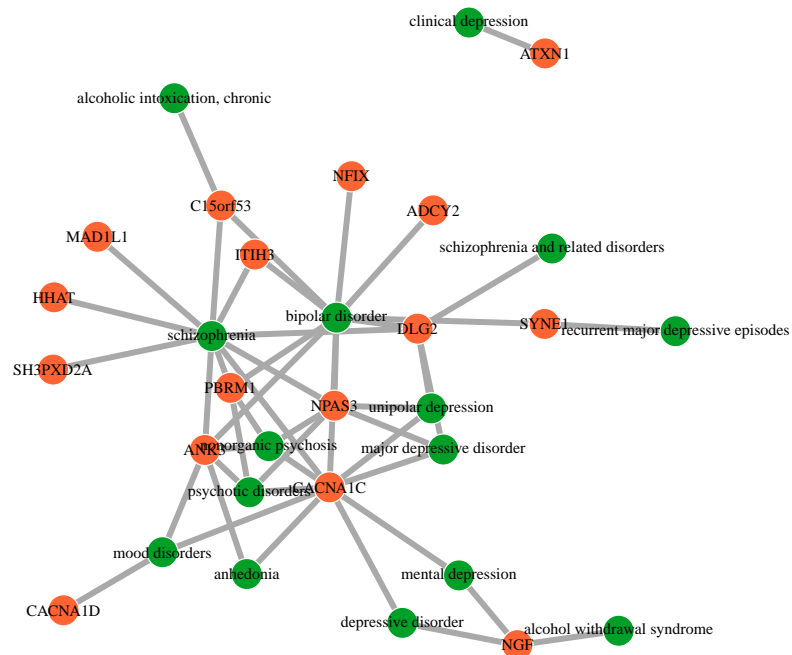 clinical depression
ATXN1
alcoholic intoxication, chronic
NFIX
C15orf53
ADCY2
MAD1L1
ITIH3
schizophrenia and related disorders
HHAT
bipolar disorder
DLG2
SYNE1
recurrent major depressive episodes
schizophrenia
SH3PXD2A
PBRM1
NPAS3
unipolar depression
ANK3
nonorganic psychosis
major depressive disorder
psychotic disorders
CACNA1C
mood disorders
anhedonia
mental depression
CACNA1D
depressive disorder
alcohol withdrawal syndrome
NGF